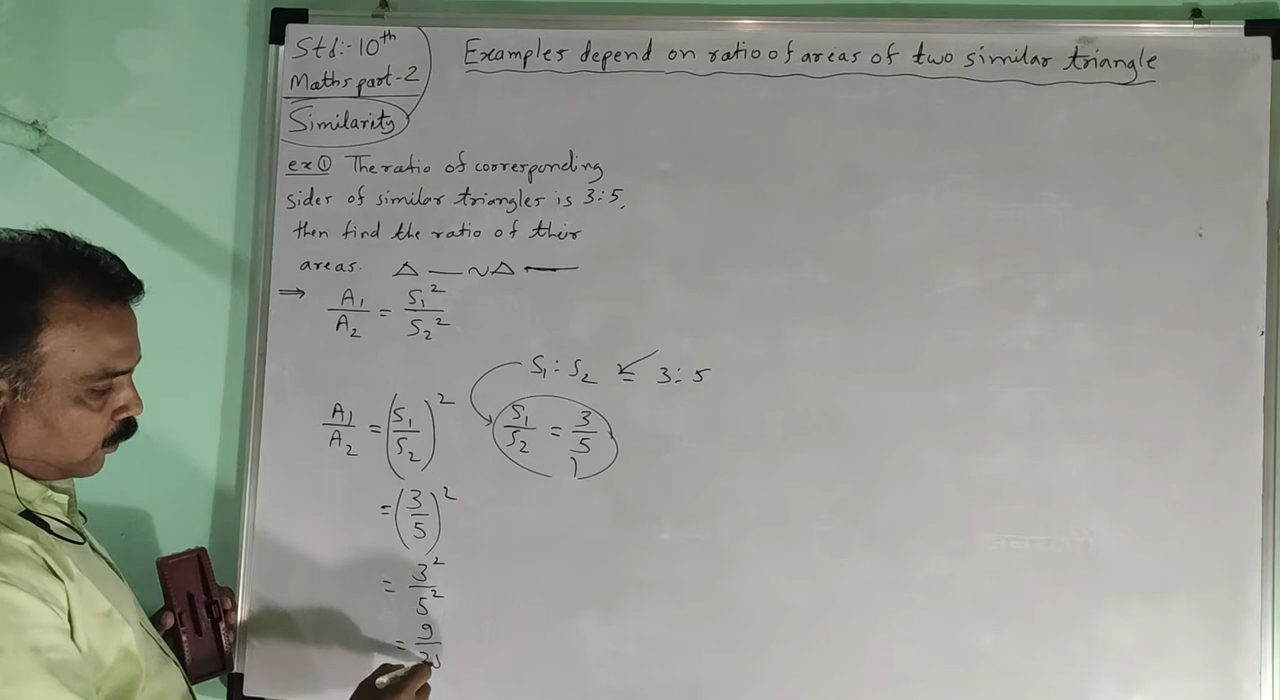 Std:- 10th
Maths part-2
Similarity
Examples depend on ratio of areas of two similar triangle
ex① The ratio of corresponding
sides of similar triangles is 3:5,
then find the ratio of their
areas. Δ — ~ Δ —
⇒ A₁/A₂ = S₁²/S₂²
S₁ : S₂ = 3 : 5
A₁/A₂ = (S₁/S₂)² S₁/S₂ = 3/5
= (3/5)²
= 3²/5²
= 9/25